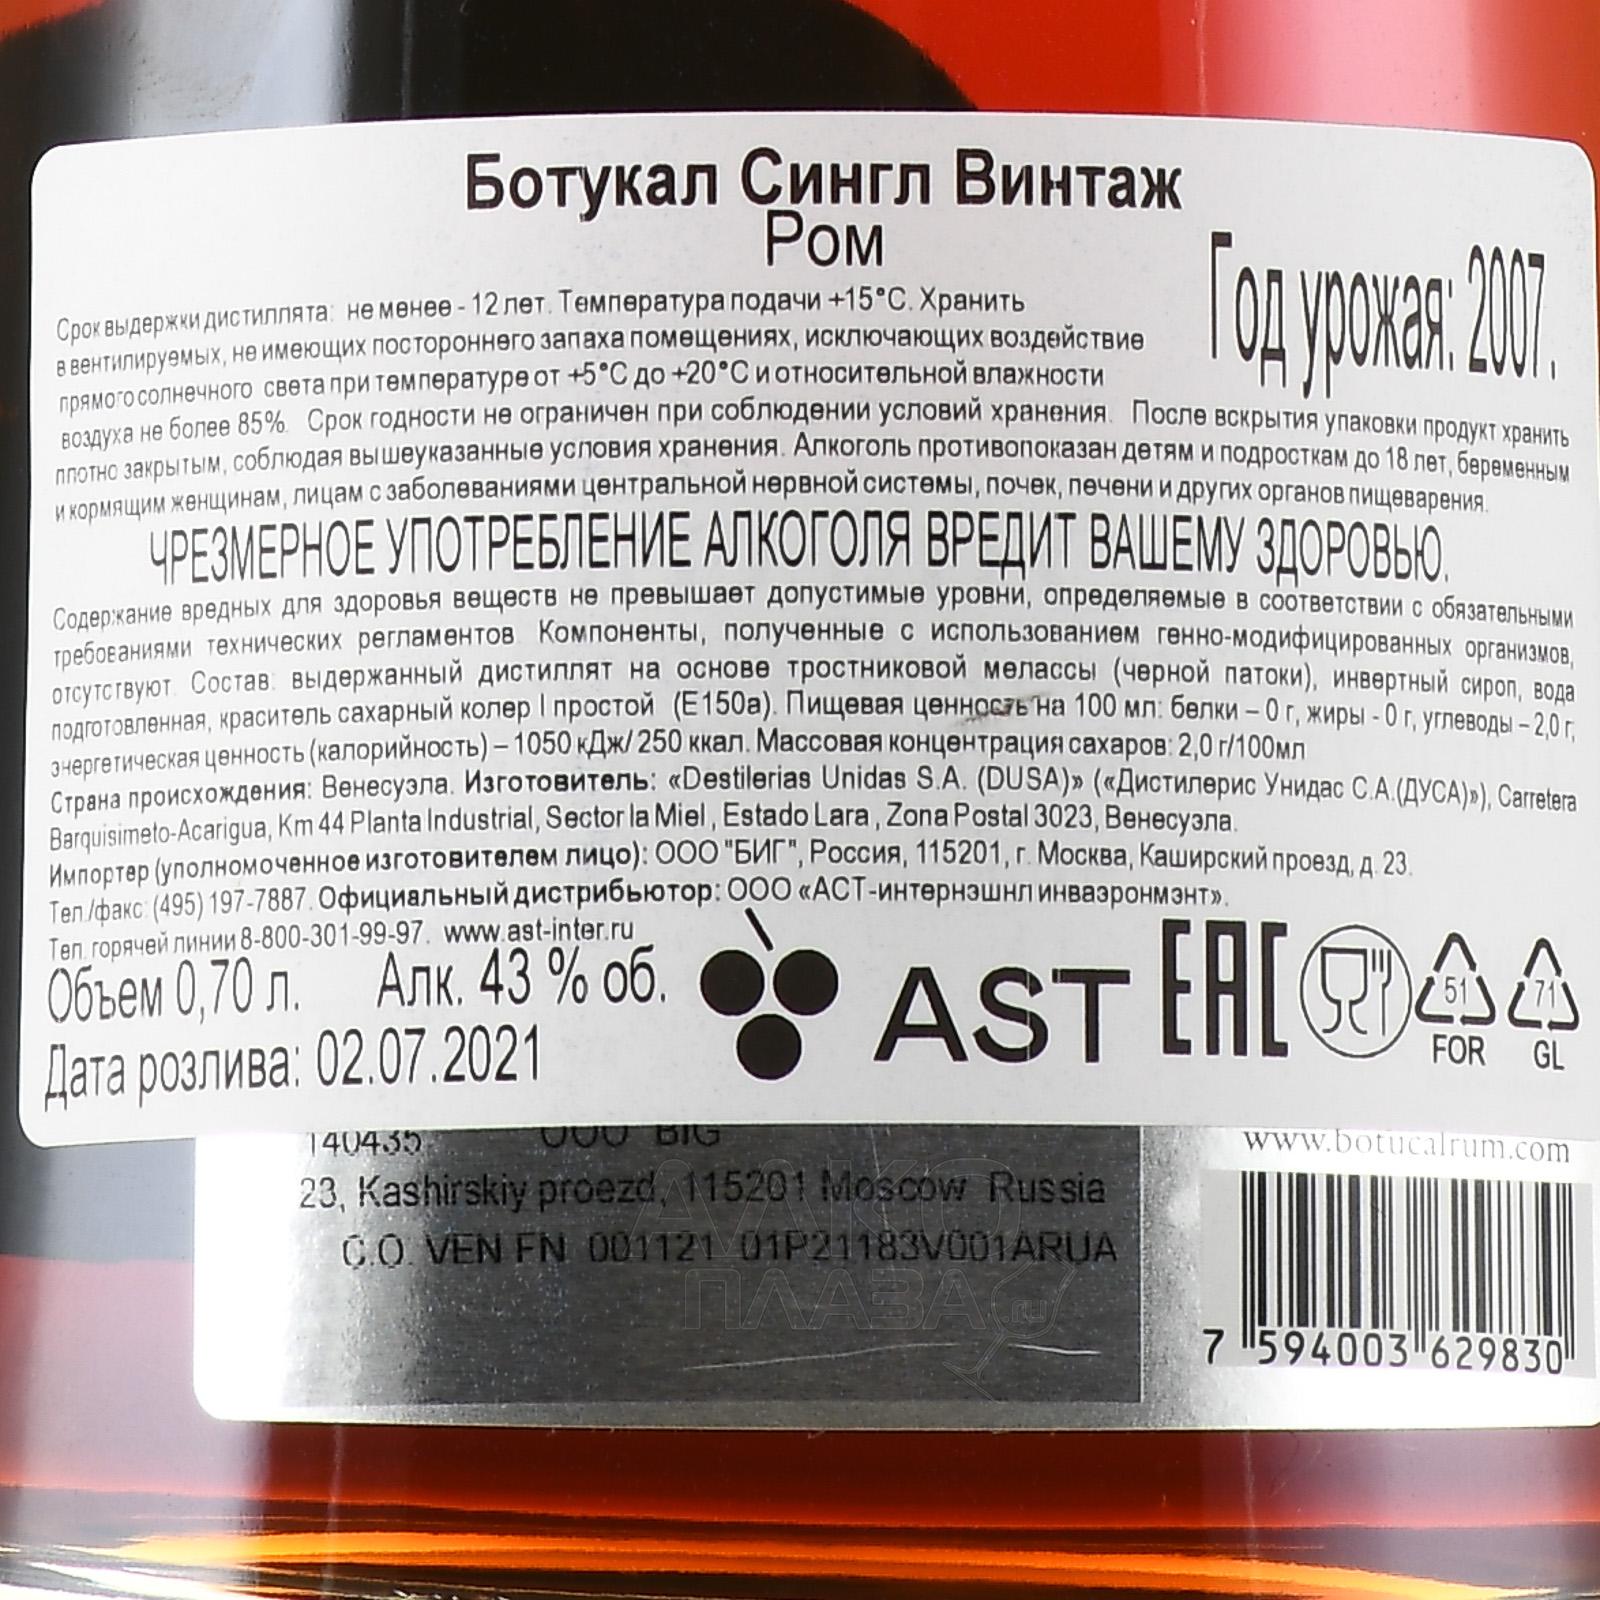 Ботукал Сингл Винтаж
Ром
Год урожая: 2007.
Срок выдержки дистиллята: не менее - 12 лет. Температура подачи +15°C. Хранить
в вентилируемых, не имеющих постороннего запаха помещениях, исключающих воздействие
прямого солнечного света при температуре от +5°C до +20°C и относительной влажности
воздуха не более 85%. Срок годности не ограничен при соблюдении условий хранения. После вскрытия упаковки продукт хранить
плотно закрытым, соблюдая вышеуказанные условия хранения. Алкоголь противопоказан детям и подросткам до 18 лет, беременным
и кормящим женщинам, лицам с заболеваниями центральной нервной системы, почек, печени и других органов пищеварения.
ЧРЕЗМЕРНОЕ УПОТРЕБЛЕНИЕ АЛКОГОЛЯ ВРЕДИТ ВАШЕМУ ЗДОРОВЬЮ.
Содержание вредных для здоровья веществ не превышает допустимые уровни, определяемые в соответствии с обязательными
требованиями технических регламентов. Компоненты, полученные с использованием генно-модифицированных организмов,
отсутствуют. Состав: выдержанный дистиллят на основе тростниковой мелассы (черной патоки), инвертный сироп, вода
подготовленная, краситель сахарный колер I простой (E150a). Пищевая ценность на 100 мл: белки – 0 г, жиры - 0 г, углеводы – 2,0 г;
энергетическая ценность (калорийность) – 1050 кДж/ 250 ккал. Массовая концентрация сахаров: 2,0 г/100мл
Страна происхождения: Венесуэла. Изготовитель: «Destilerias Unidas S.A. (DUSA)» («Дистилерис Унидас С.А.(ДУСА)»), Carretera
Barquisimeto-Acarigua, Km 44 Planta Industrial, Sector la Miel , Estado Lara , Zona Postal 3023, Венесуэла.
Импортер (уполномоченное изготовителем лицо): ООО "БИГ", Россия, 115201, г. Москва, Каширский проезд, д. 23.
Тел./факс: (495) 197-7887. Официальный дистрибьютор: ООО «АСТ-интернэшнл инваэронмэнт».
Тел. горячей линии 8-800-301-99-97. www.ast-inter.ru
Объем 0,70 л. Алк. 43 % об.
Дата розлива: 02.07.2021
AST EAC
51 71
FOR GL
140435 OOO BIG
23, Kashirskiy proezd, 115201 Moscow Russia
C.O. VEN FN 001121 01P21183V001ARUA
www.botucalrum.com
7 594003 629830
АЛКО
ПЛАЗА
.ru